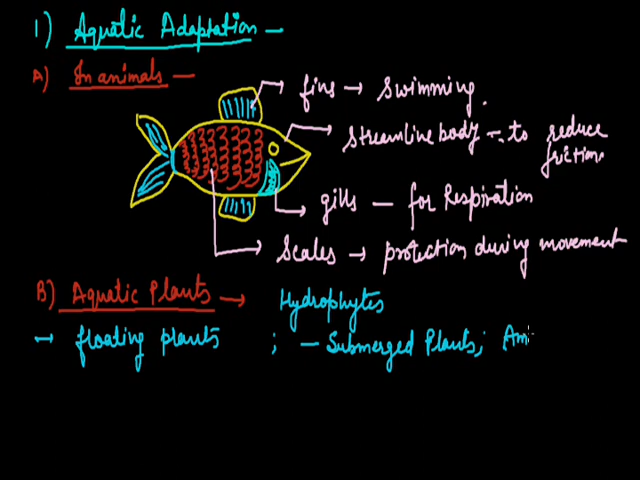 1) Aquatic Adaptation -
A) In animals -
fins → Swimming.
Streamline body -. to reduce
friction.
gills - for Respiration
Scales → protection during movement
B) Aquatic Plants → Hydrophytes
→ floating plants ; - Submerged Plants; Am